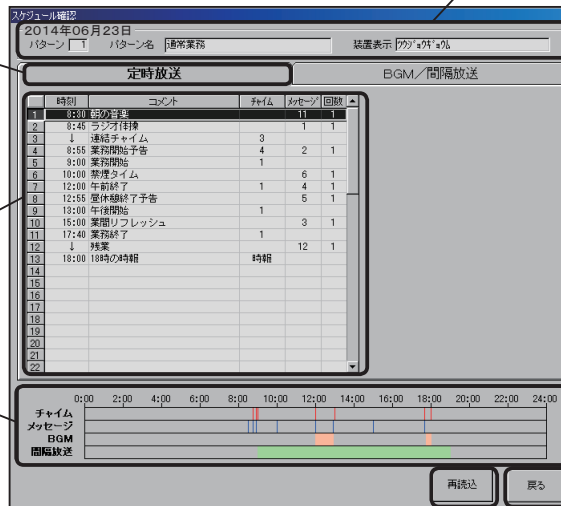 スケジュール確認
2014年06月23日
パターン 1 パターン名 通常業務 装置表示 ﾂｳｼﾞｮｳｷﾞｮｳﾑ
定時放送 BGM／間隔放送
時刻 コメント チャイム メッセージ 回数
1 8:30 朝の音楽 11 1
2 8:45 ラジオ体操 1 1
3 ↓ 連結チャイム 3
4 8:55 業務開始予告 4 2 1
5 9:00 業務開始 1
6 10:00 禁煙タイム 6 1
7 12:00 午前終了 1 4 1
8 12:55 昼休憩終了予告 5 1
9 13:00 午後開始 1
10 15:00 業間リフレッシュ 3 1
11 17:40 業務終了 1
12 ↓ 残業 12 1
13 18:00 18時の時報 時報
14
15
16
17
18
19
20
21
22
0:00 2:00 4:00 6:00 8:00 10:00 12:00 14:00 16:00 18:00 20:00 22:00 24:00
チャイム
メッセージ
BGM
間隔放送
再読込 戻る